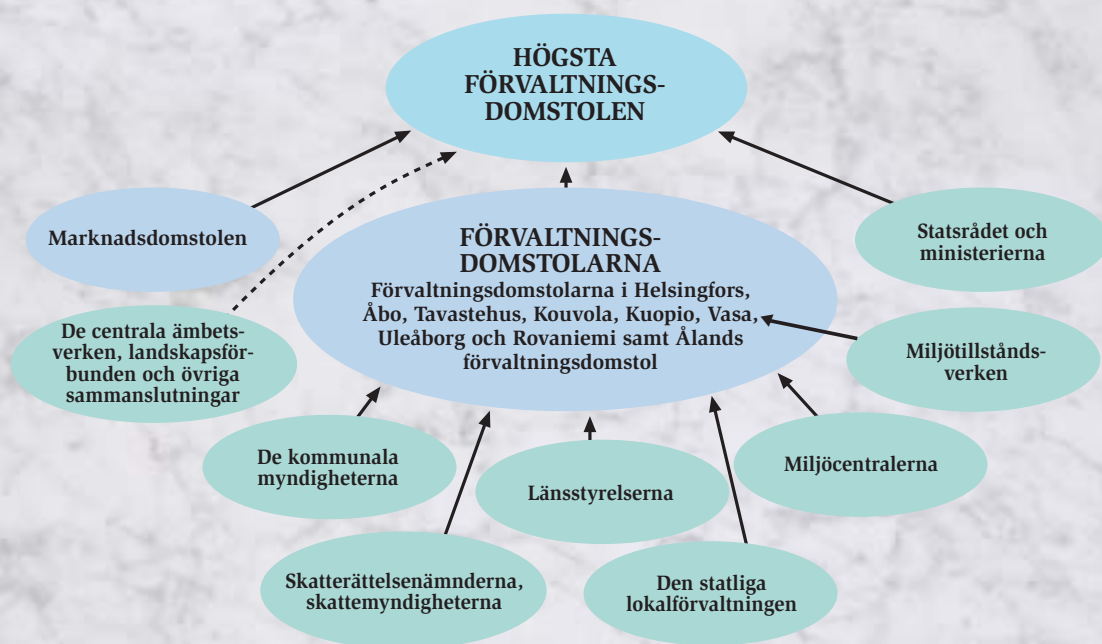 HÖGSTA
FÖRVALTNINGS-
DOMSTOLEN
Marknadsdomstolen
FÖRVALTNINGS-
DOMSTOLARNA
Förvaltningsdomstolarna i Helsingfors,
Åbo, Tavastehus, Kouvola, Kuopio, Vasa,
Uleåborg och Rovaniemi samt Ålands
förvaltningsdomstol
Statsrådet och
ministerierna
De centrala ämbets-
verken, landskapsför-
bunden och övriga
sammanslutningar
Miljötillstånds-
verken
De kommunala
myndigheterna
Länsstyrelserna
Miljöcentralerna
Skatterättelsenämnderna,
skattemyndigheterna
Den statliga
lokalförvaltningen